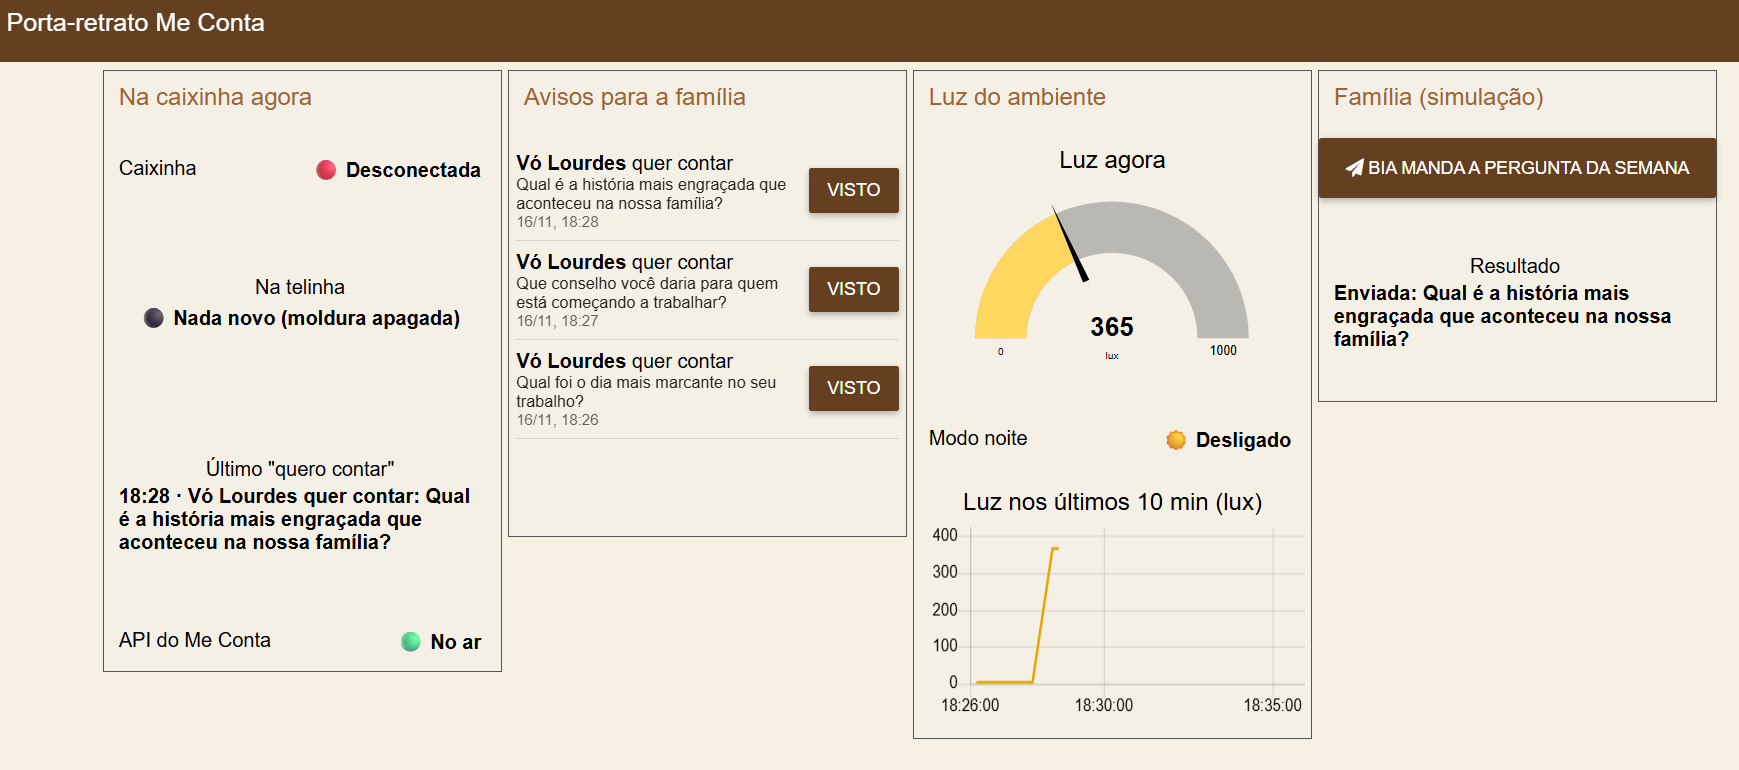 Porta-retrato Me Conta
Na caixinha agora
Caixinha
Desconectada
Na telinha
Nada novo (moldura apagada)
Último "quero contar"
18:28 · Vó Lourdes quer contar: Qual
é a história mais engraçada que
aconteceu na nossa família?
API do Me Conta
No ar
Avisos para a família
Vó Lourdes quer contar
Qual é a história mais engraçada que
aconteceu na nossa família?
16/11, 18:28
VISTO
Vó Lourdes quer contar
Que conselho você daria para quem
está começando a trabalhar?
16/11, 18:27
VISTO
Vó Lourdes quer contar
Qual foi o dia mais marcante no seu
trabalho?
16/11, 18:26
VISTO
Luz do ambiente
Luz agora
365
0
lux
1000
Modo noite
Desligado
Luz nos últimos 10 min (lux)
400
300
200
100
0
18:26:00
18:30:00
18:35:00
Família (simulação)
BIA MANDA A PERGUNTA DA SEMANA
Resultado
Enviada: Qual é a história mais
engraçada que aconteceu na nossa
família?